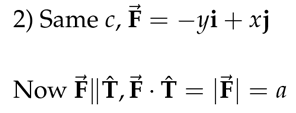 2) Same c, F⃗ = −yi + xj
Now F⃗||T̂, F⃗ · T̂ = |F⃗| = a